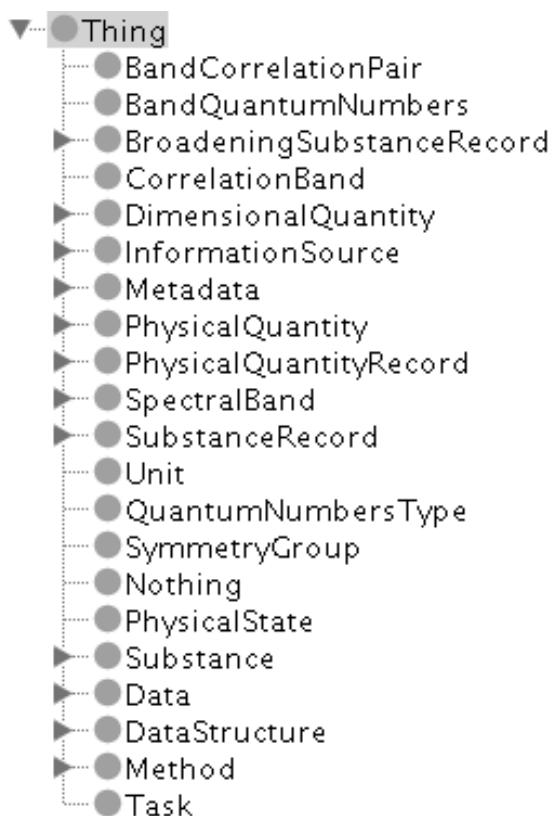 Thing
BandCorrelationPair
BandQuantumNumbers
BroadeningSubstanceRecord
CorrelationBand
DimensionalQuantity
InformationSource
Metadata
PhysicalQuantity
PhysicalQuantityRecord
SpectralBand
SubstanceRecord
Unit
QuantumNumbersType
SymmetryGroup
Nothing
PhysicalState
Substance
Data
DataStructure
Method
Task